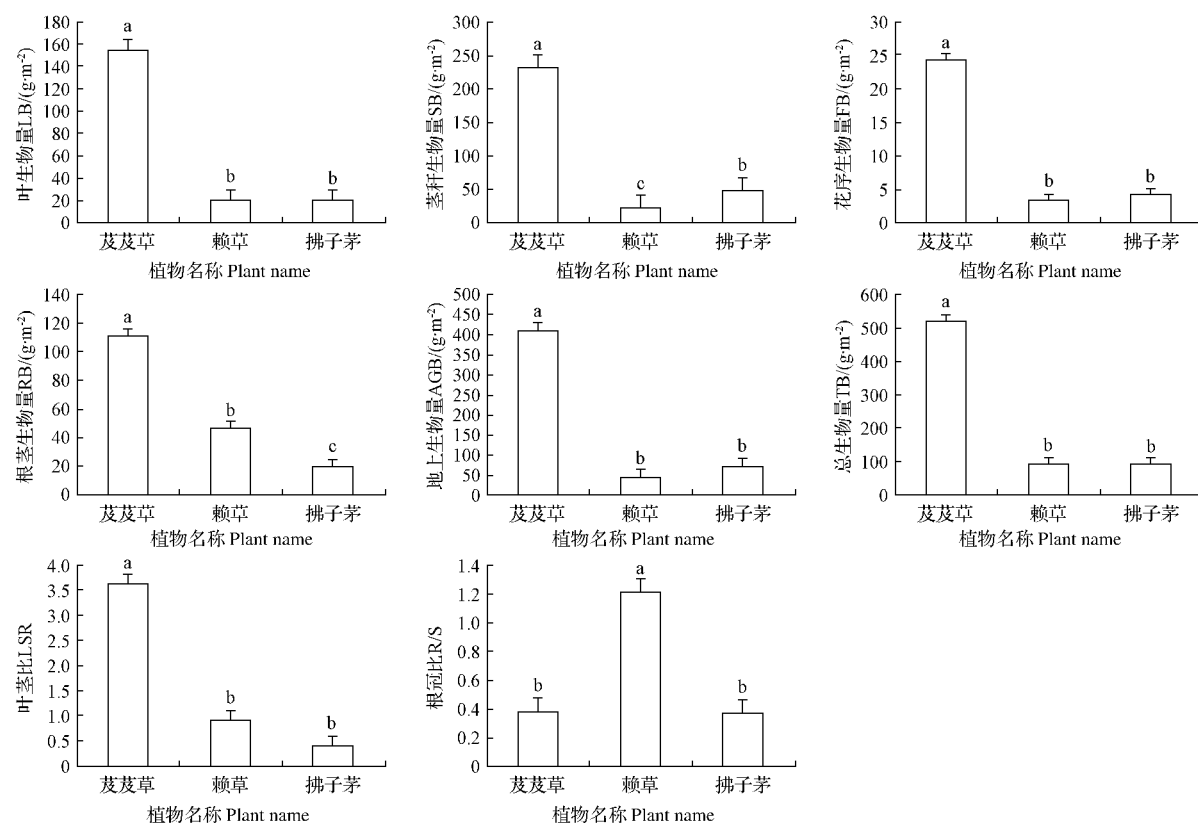 叶生物量LB/(g·m⁻²)
180
160
140
120
100
80
60
40
20
0
a
b
b
芨芨草 赖草 拂子茅
植物名称 Plant name
茎秆生物量SB/(g·m⁻²)
300
250
200
150
100
50
0
a
c
b
芨芨草 赖草 拂子茅
植物名称 Plant name
花序生物量FB/(g·m⁻²)
30
25
20
15
10
5
0
a
b
b
芨芨草 赖草 拂子茅
植物名称 Plant name
根茎生物量RB/(g·m⁻²)
140
120
100
80
60
40
20
0
a
b
c
芨芨草 赖草 拂子茅
植物名称 Plant name
地上生物量AGB/(g·m⁻²)
500
450
400
350
300
250
200
150
100
50
0
a
b
b
芨芨草 赖草 拂子茅
植物名称 Plant name
总生物量TB/(g·m⁻²)
600
500
400
300
200
100
0
a
b
b
芨芨草 赖草 拂子茅
植物名称 Plant name
叶茎比LSR
4.0
3.5
3.0
2.5
2.0
1.5
1.0
0.5
0
a
b
b
芨芨草 赖草 拂子茅
植物名称 Plant name
根冠比R/S
1.4
1.2
1.0
0.8
0.6
0.4
0.2
0
b
a
b
芨芨草 赖草 拂子茅
植物名称 Plant name